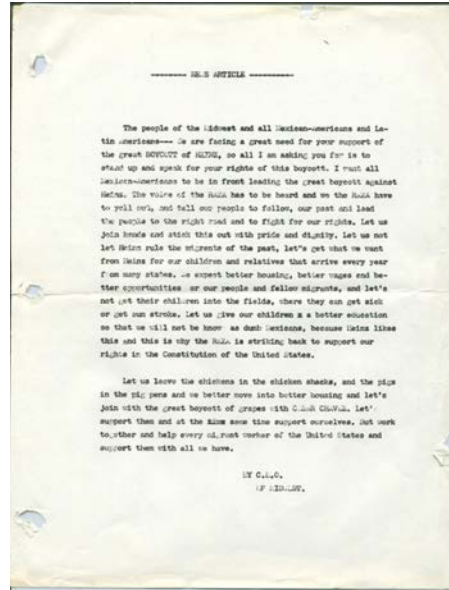 -------- NEWS ARTICLE ----------
The people of the Midwest and all Mexican-Americans and La-
tin Americans--- We are facing a great need for your support of
the great BOYCOTT of HEINZ, so all I am asking you for is to
stand up and speak for your rights of this boycott. I want all
Mexican-Americans to be in front leading the great boycott against
Heinz. The voice of the RAZA has to be heard and we the RAZA have
to yell out, and tell our people to follow, our past and lead
the people to the right road and to fight for our rights. Let us
join hands and stick this out with pride and dignity. Let us not
let Heinz rule the migrants of the past, let's get what we want
from Heinz for our children and relatives that arrive every year
from many states. We expect better housing, better wages and be-
tter opportunities or our people and fellow migrants, and let's
not get their children into the fields, where they can get sick
or get sun stroke. Let us give our children x a better education
so that we will not be know as dumb Mexicans, because Heinz likes
this and this is why the RAZA is striking back to support our
rights in the Constitution of the United States.
Let us leave the chickens in the chicken shacks, and the pigs
in the pig pens and we better move into better housing and let's
join with the great boycott of grapes with CESAR CHAVEZ. Let'
support them and at the same time support ourselves. But work
together and help every migrant worker of the United States and
support them with all we have.
BY
OF MIDWEST.